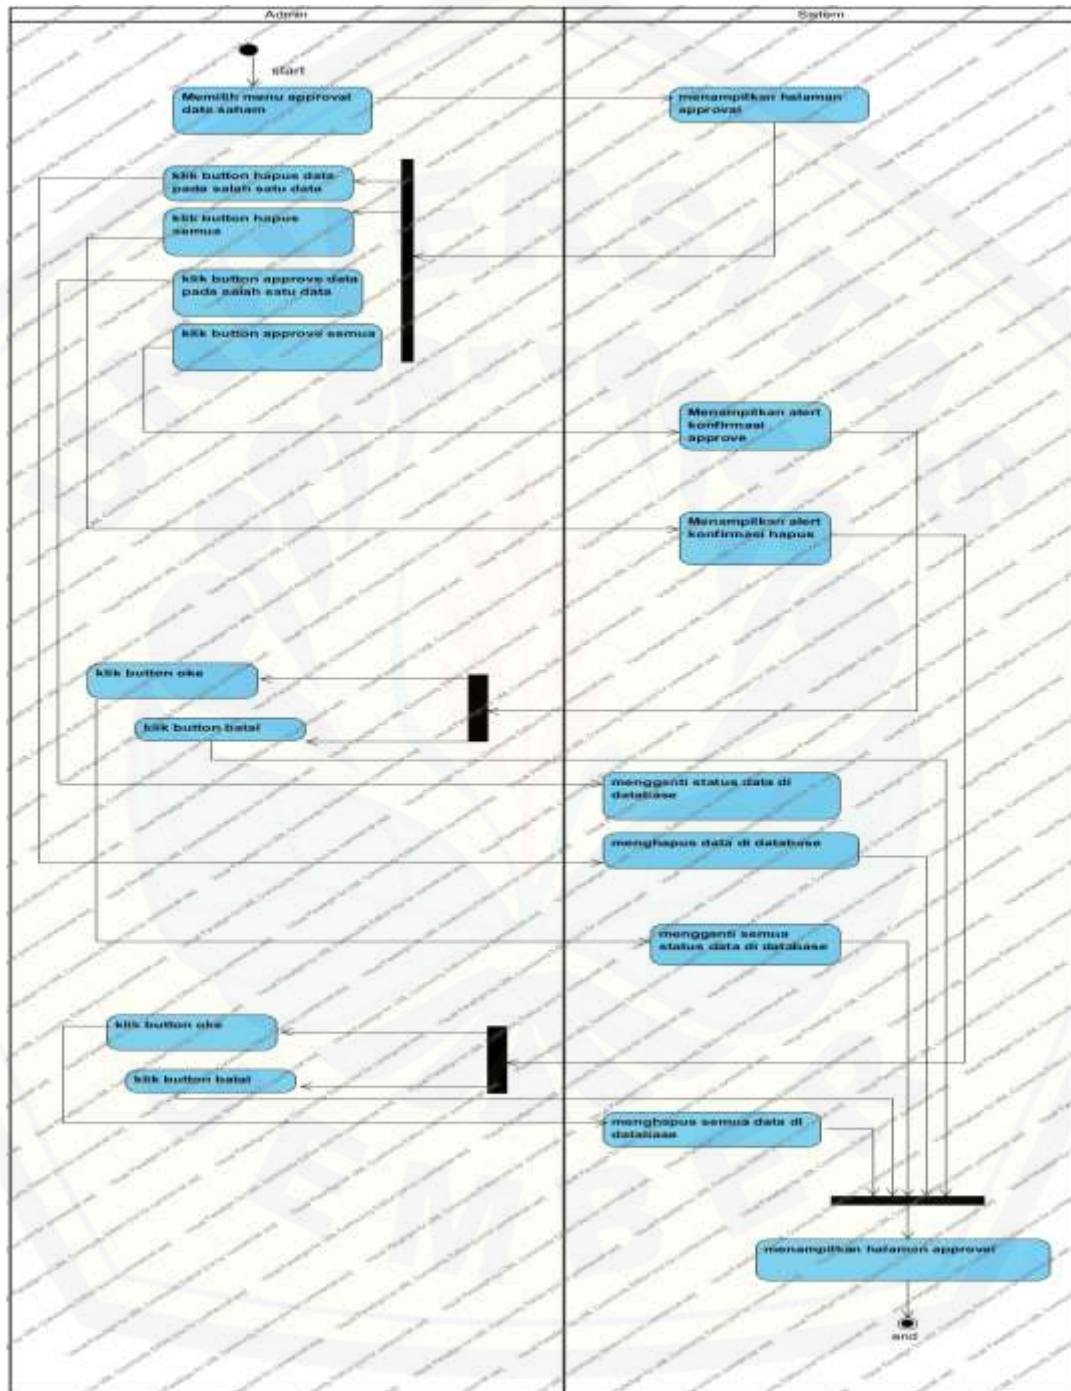 Admin
Sistem
start
Memilih menu approval
data saham
menampilkan halaman
approval
klik button hapus data
pada salah satu data
klik button hapus
semua
klik button approve data
pada salah satu data
klik button approve semua
Menampilkan alert
konfirmasi
approve
Menampilkan alert
konfirmasi hapus
klik button oke
klik button batal
mengganti status data di
database
menghapus data di database
mengganti semua
status data di database
klik button oke
klik button batal
menghapus semua data di
database
menampilkan halaman approval
end